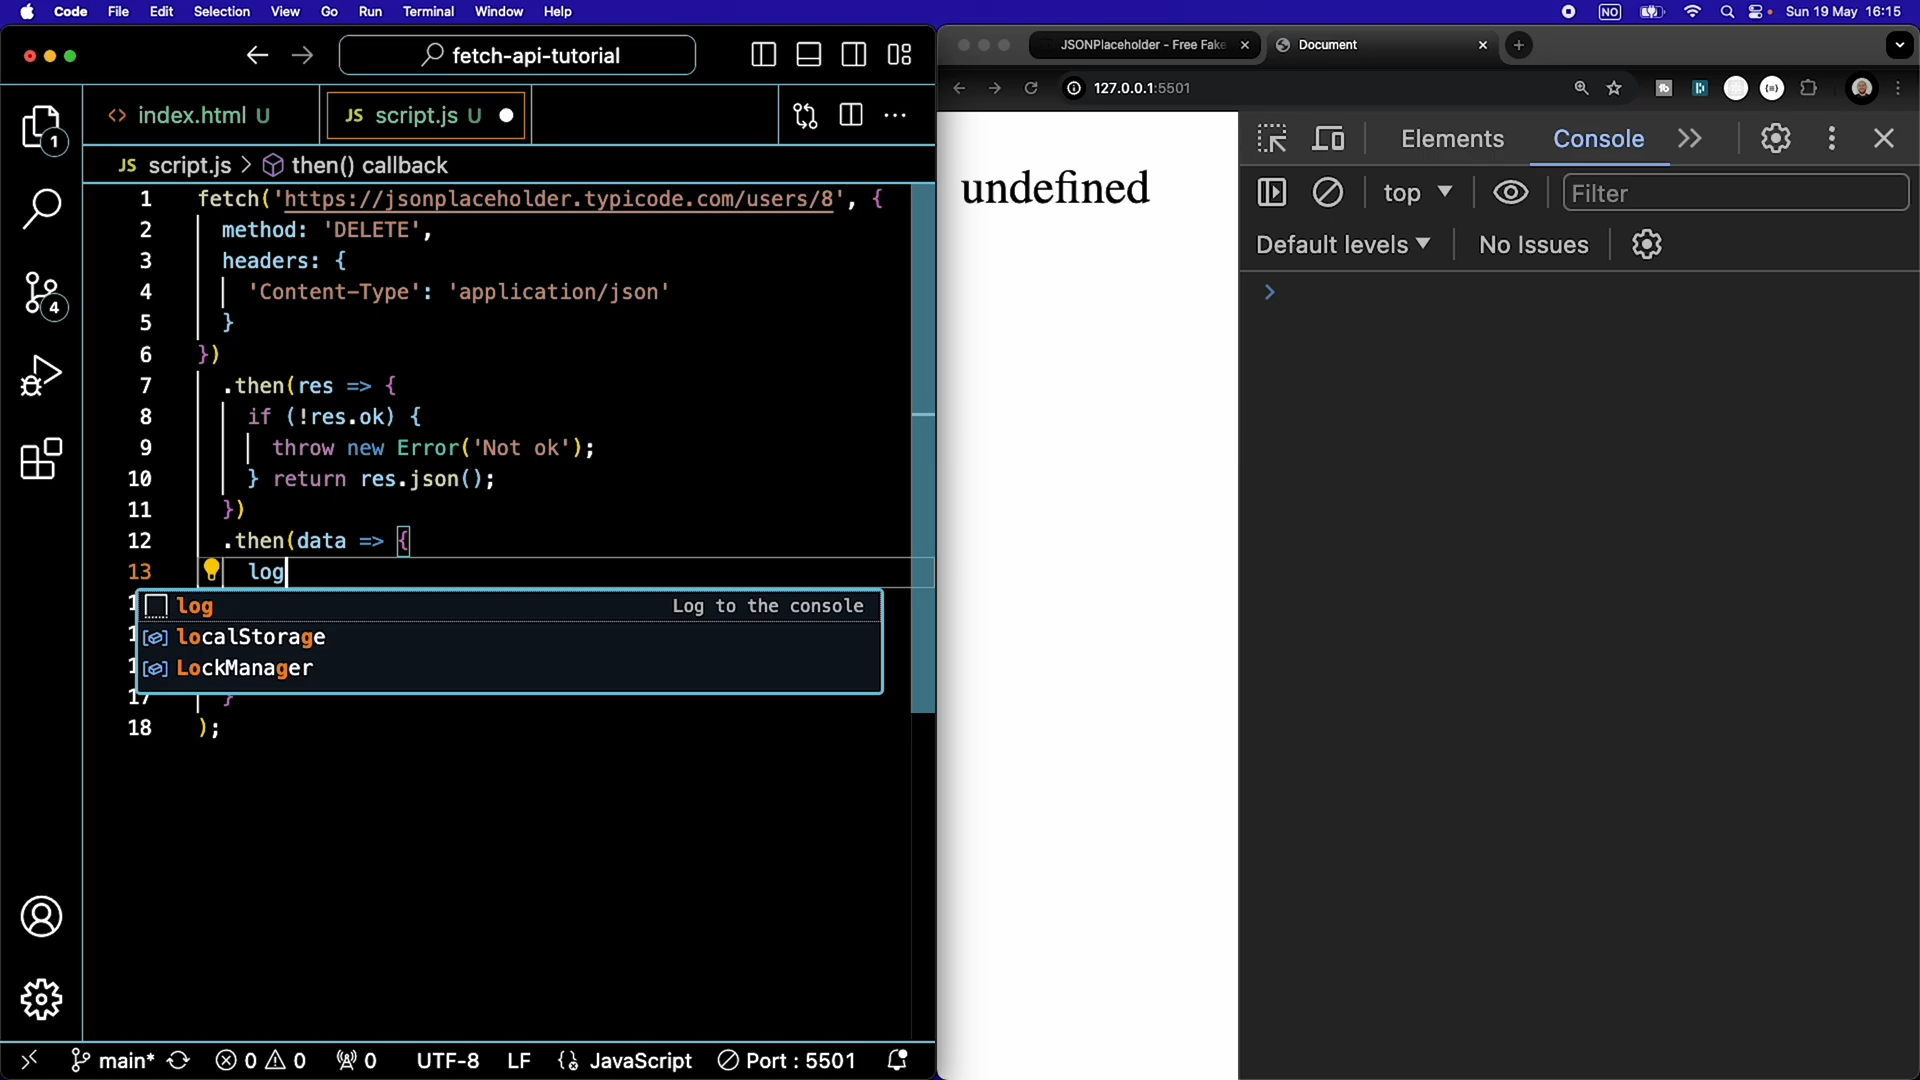 Code File Edit Selection View Go Run Terminal Window Help
NO
Sun 19 May 16:15
fetch-api-tutorial
index.html U
JS script.js U
JS script.js > then() callback
1 fetch('https://jsonplaceholder.typicode.com/users/8', {
2 method: 'DELETE',
3 headers: {
4 'Content-Type': 'application/json'
5 }
6 })
7 .then(res => {
8 if (!res.ok) {
9 throw new Error('Not ok');
10 } return res.json();
11 })
12 .then(data => {
13 log
log Log to the console
localStorage
LockManager
17 }
18 );
1
4
main* 0 0 0 UTF-8 LF JavaScript Port : 5501
JSONPlaceholder - Free Fake
Document
127.0.0.1:5501
undefined
Elements Console
top Filter
Default levels No Issues